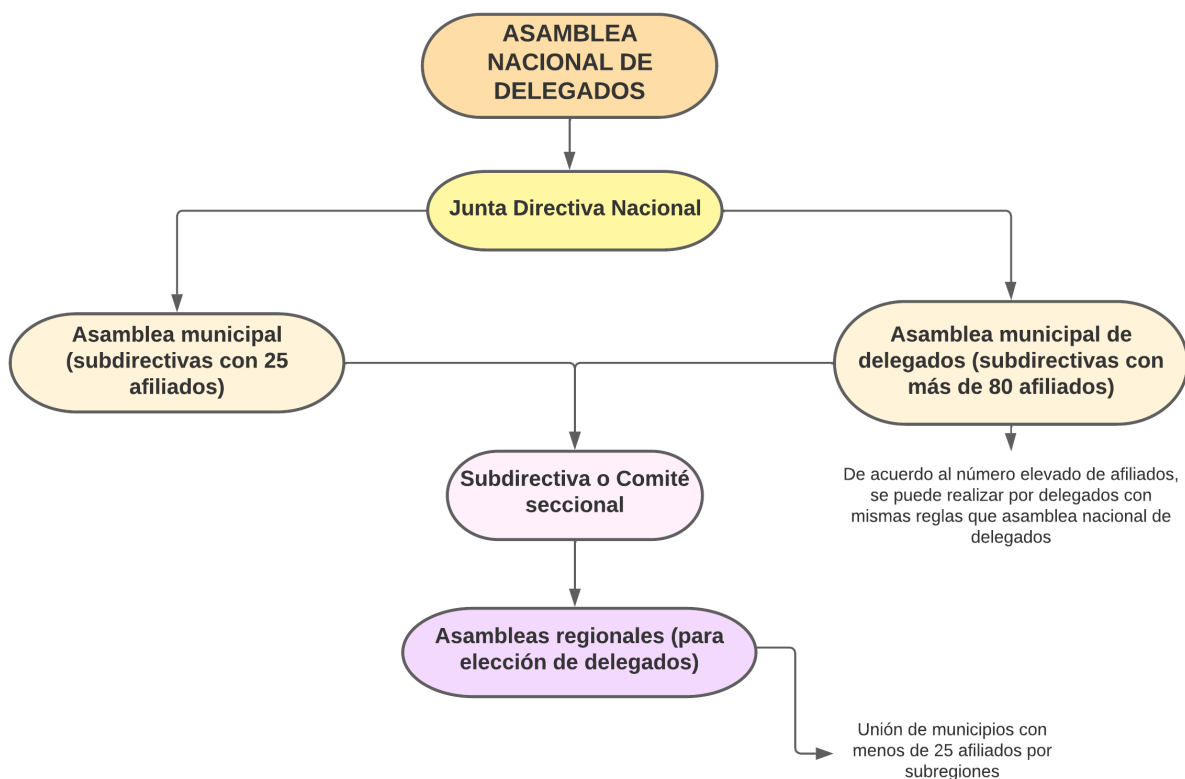 ASAMBLEA
NACIONAL DE
DELEGADOS
Junta Directiva Nacional
Asamblea municipal
(subdirectivas con 25
afiliados)
Asamblea municipal de
delegados (subdirectivas con
más de 80 afiliados)
Subdirectiva o Comité
seccional
De acuerdo al número elevado de afiliados,
se puede realizar por delegados con
mismas reglas que asamblea nacional de
delegados
Asambleas regionales (para
elección de delegados)
Unión de municipios con
menos de 25 afiliados por
subregiones